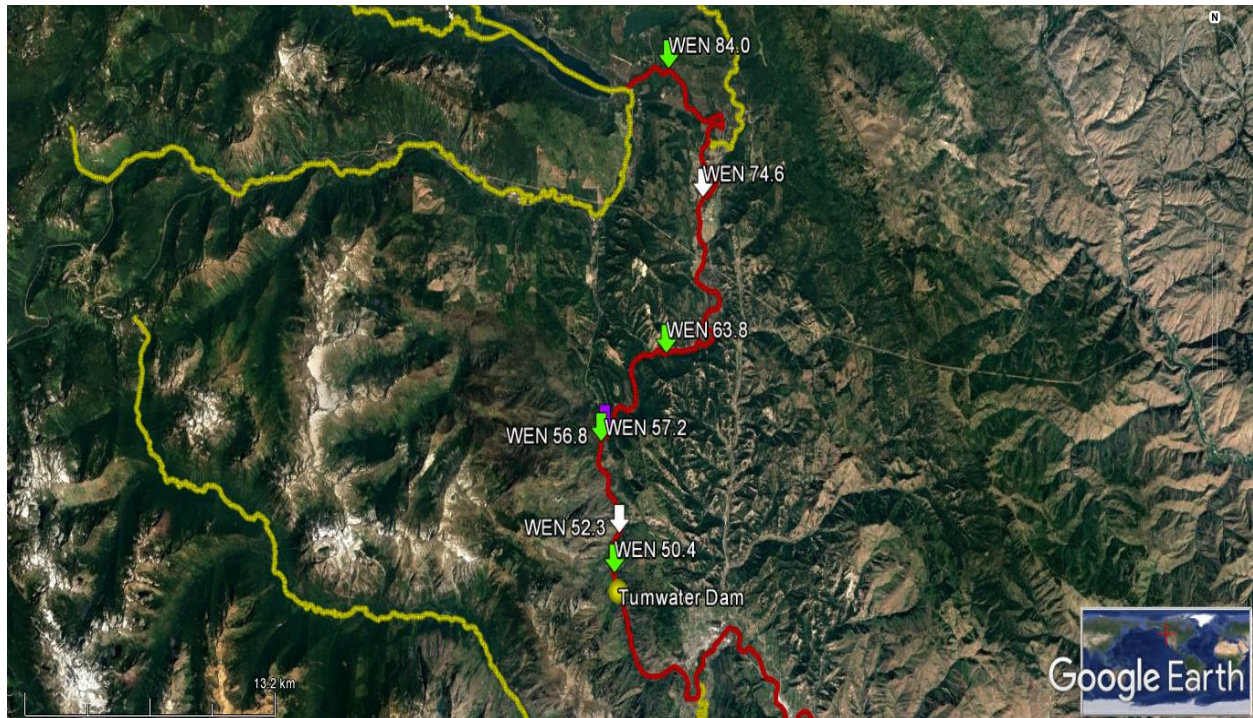 N
WEN 84.0
WEN 74.6
WEN 63.8
WEN 56.8
WEN 57.2
WEN 52.3
WEN 50.4
Tumwater Dam
13.2 km
Google Earth